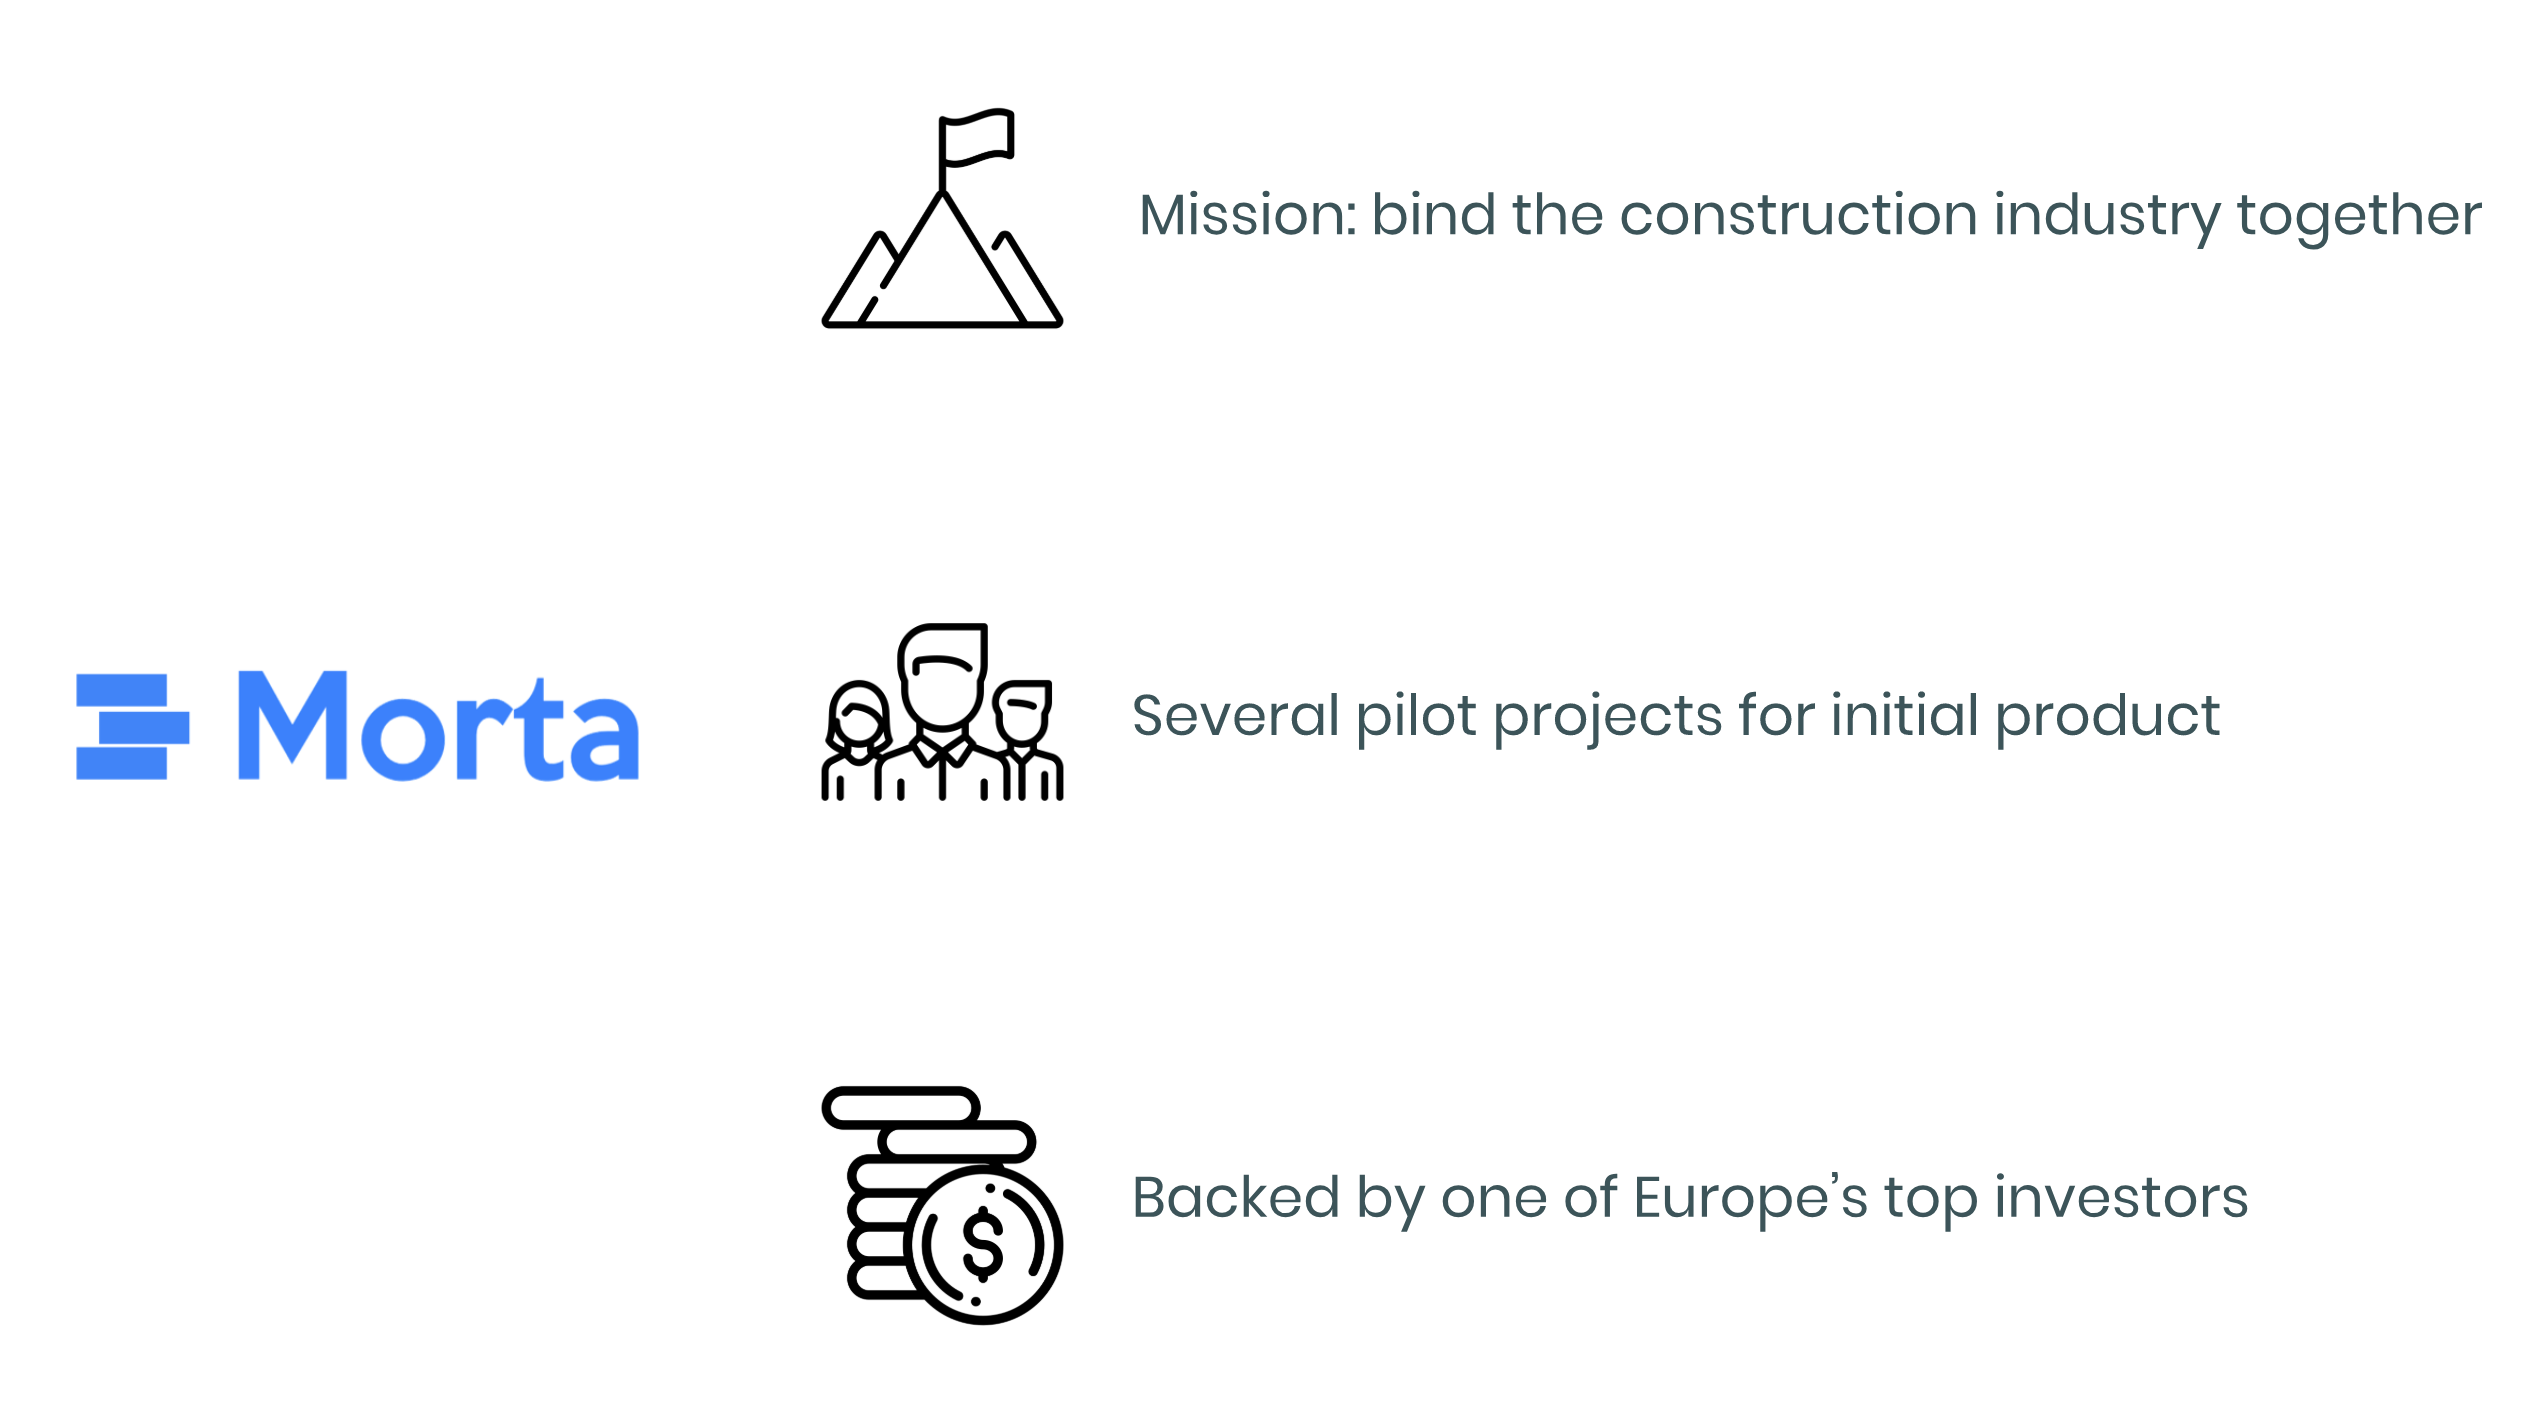 Mission: bind the construction industry together
Morta
Several pilot projects for initial product
$
Backed by one of Europe’s top investors